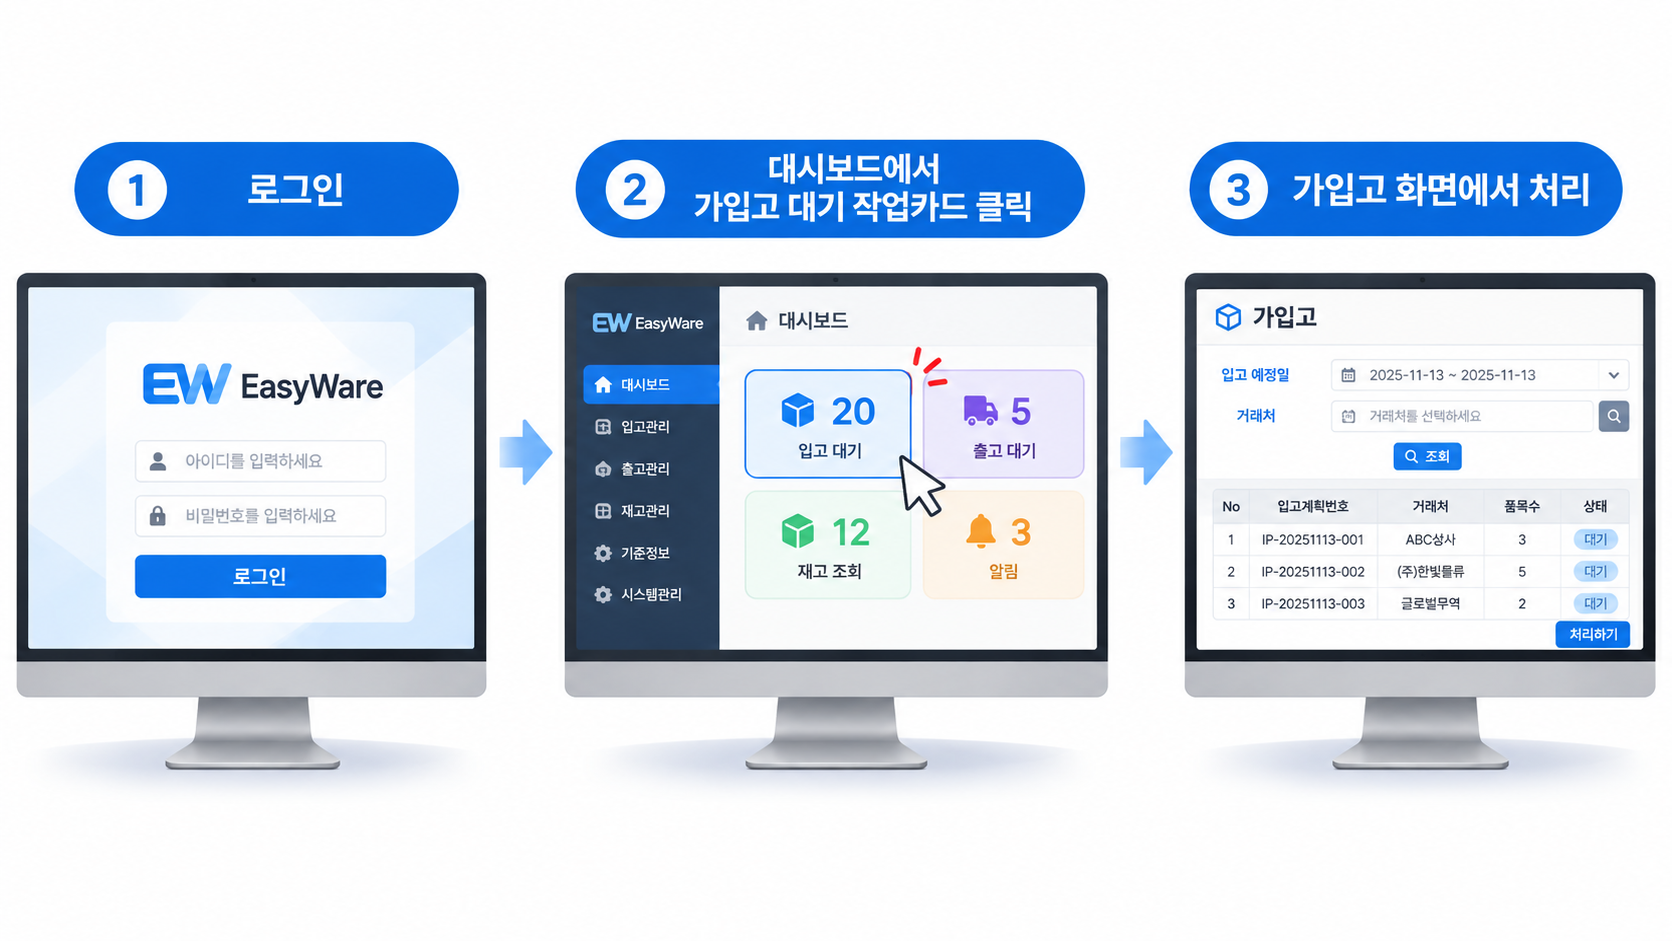 1 로그인
2 대시보드에서
가입고 대기 작업카드 클릭
3 가입고 화면에서 처리
EW EasyWare
아이디를 입력하세요
비밀번호를 입력하세요
로그인
EW EasyWare
대시보드
입고관리
출고관리
재고관리
기준정보
시스템관리
대시보드
20
입고 대기
5
출고 대기
12
재고 조회
3
알림
가입고
입고 예정일 2025-11-13 ~ 2025-11-13
거래처 거래처를 선택하세요
조회
No 입고계획번호 거래처 품목수 상태
1 IP-20251113-001 ABC상사 3 대기
2 IP-20251113-002 (주)한빛물류 5 대기
3 IP-20251113-003 글로벌무역 2 대기
처리하기